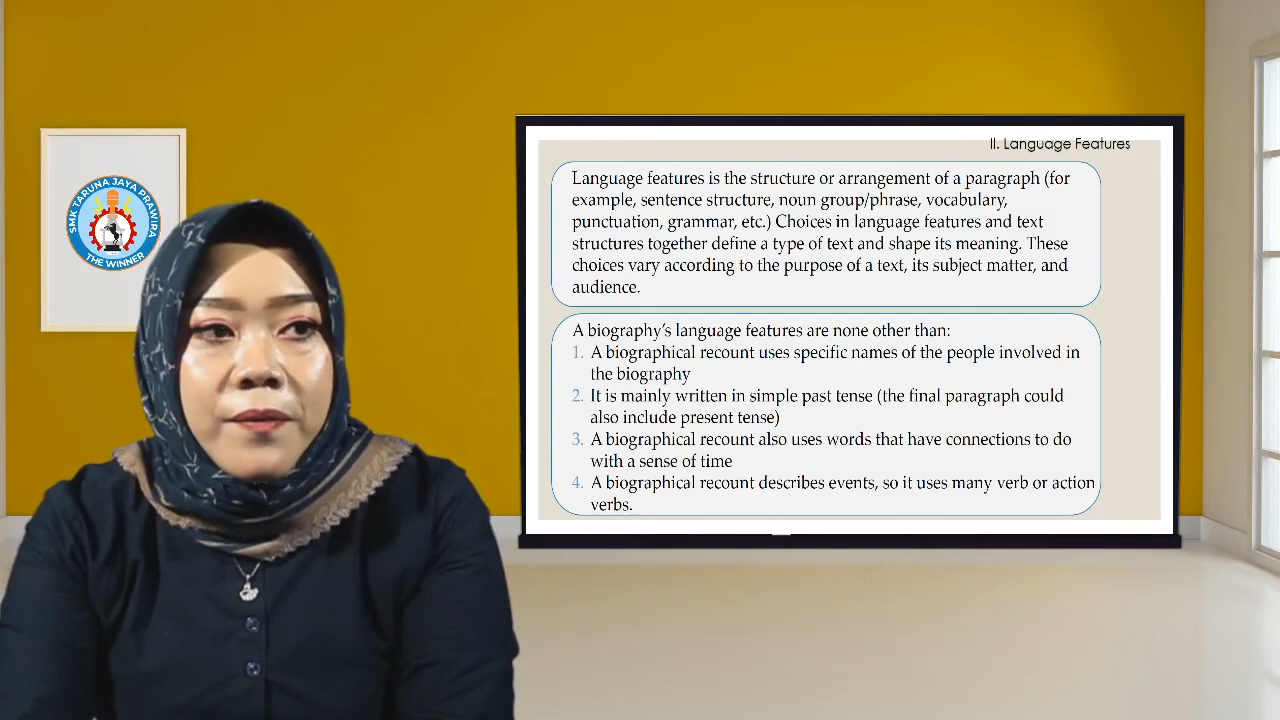 SMK TARUNA JAYA PRAWIRA
THE WINNER
II. Language Features
Language features is the structure or arrangement of a paragraph (for
example, sentence structure, noun group/phrase, vocabulary,
punctuation, grammar, etc.) Choices in language features and text
structures together define a type of text and shape its meaning. These
choices vary according to the purpose of a text, its subject matter, and
audience.
A biography's language features are none other than:
1. A biographical recount uses specific names of the people involved in
the biography
2. It is mainly written in simple past tense (the final paragraph could
also include present tense)
3. A biographical recount also uses words that have connections to do
with a sense of time
4. A biographical recount describes events, so it uses many verb or action
verbs.